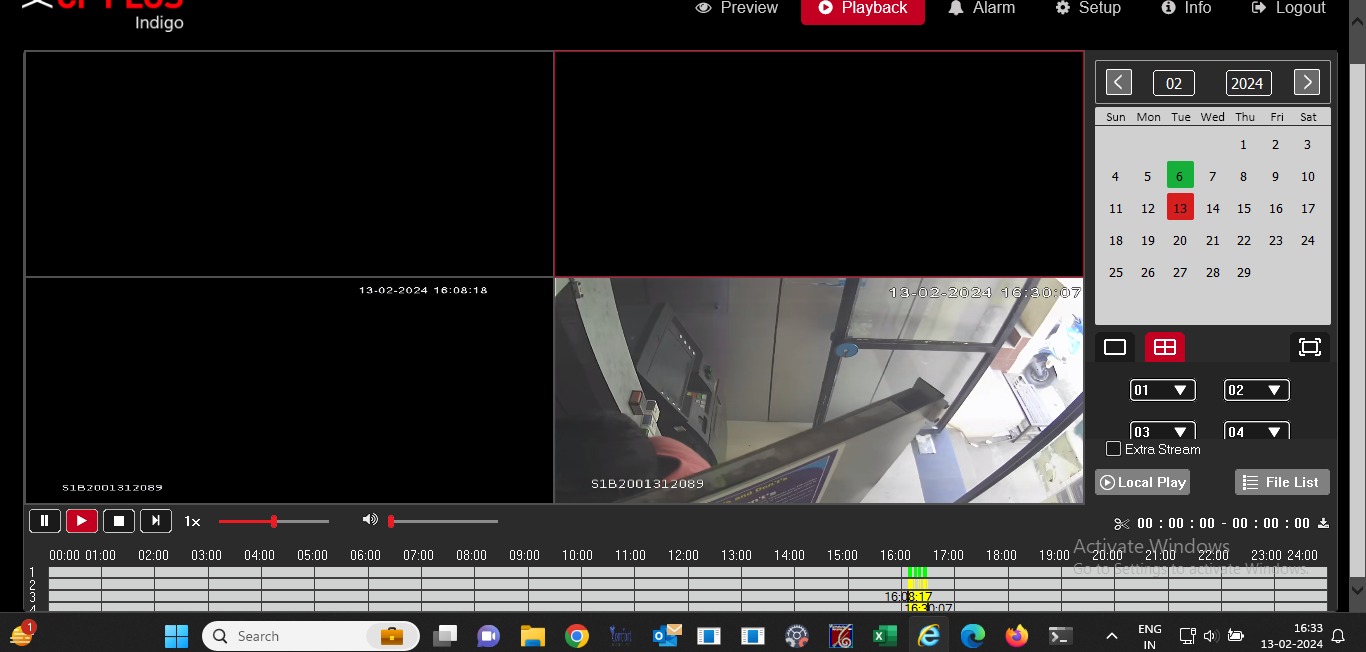 CP PLUS
Indigo
Preview
Playback
Alarm
Setup
Info
Logout
02
2024
Sun Mon Tue Wed Thu Fri Sat
1 2 3
4 5 6 7 8 9 10
11 12 13 14 15 16 17
18 19 20 21 22 23 24
25 26 27 28 29
13-02-2024 16:08:18
S1B2001312089
13-02-2024 16:30:07
S1B2001312089
01
02
03
04
Extra Stream
Local Play
File List
1x
00 : 00 : 00 - 00 : 00 : 00
00:00 01:00 02:00 03:00 04:00 05:00 06:00 07:00 08:00 09:00 10:00 11:00 12:00 13:00 14:00 15:00 16:00 17:00 18:00 19:00 20:00 21:00 22:00 23:00 24:00
Activate Windows
Go to Settings to activate Windows.
1
2
3
4
16:08:17
16:30:07
1
Search
ENG
IN
16:33
13-02-2024